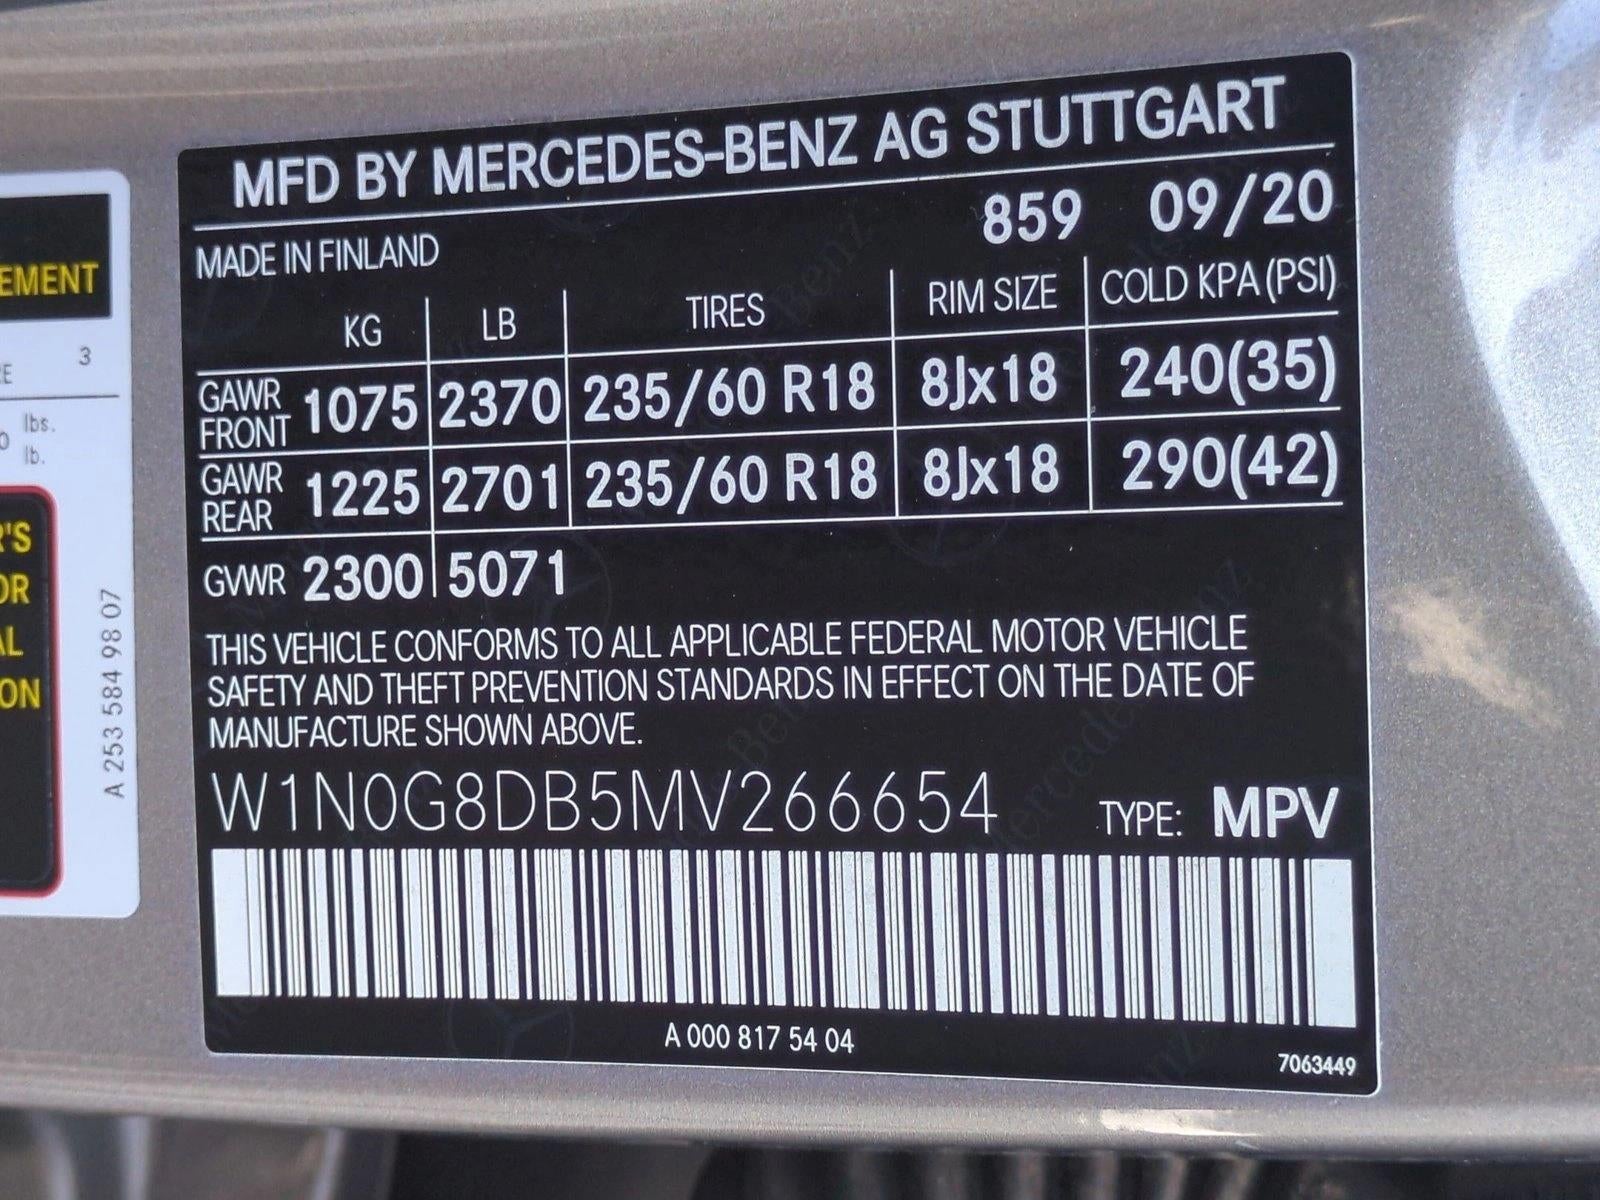 MFD BY MERCEDES-BENZ AG STUTTGART
859 09/20
MADE IN FINLAND
KG LB TIRES RIM SIZE COLD KPA (PSI)
GAWR FRONT 1075 2370 235/60 R18 8Jx18 240(35)
GAWR REAR 1225 2701 235/60 R18 8Jx18 290(42)
GVWR 2300 5071
THIS VEHICLE CONFORMS TO ALL APPLICABLE FEDERAL MOTOR VEHICLE
SAFETY AND THEFT PREVENTION STANDARDS IN EFFECT ON THE DATE OF
MANUFACTURE SHOWN ABOVE.
W1N0G8DB5MV266654 TYPE: MPV
A 000 817 54 04
7063449
EMENT
3
lbs.
lb.
R'S
OR
AL
ON
A 253 584 98 07